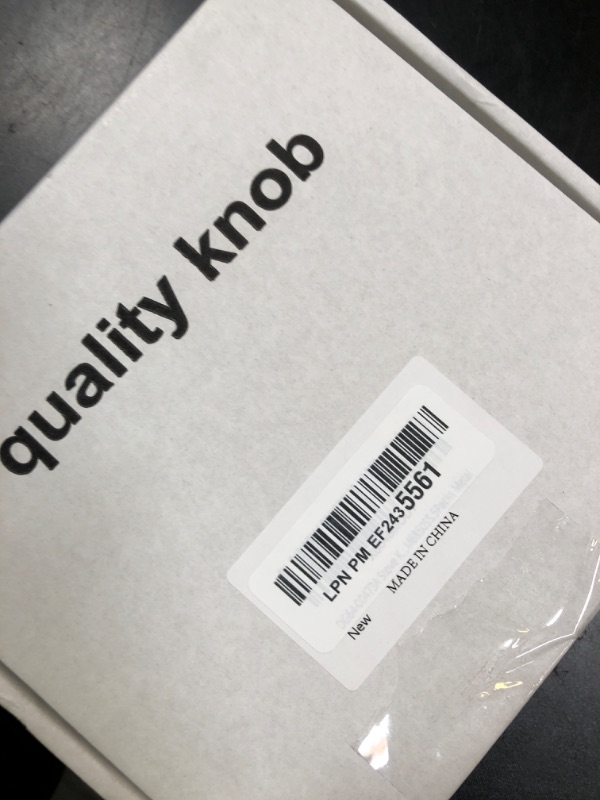 quality knob
LPN PM EF2435561
New MADE IN CHINA